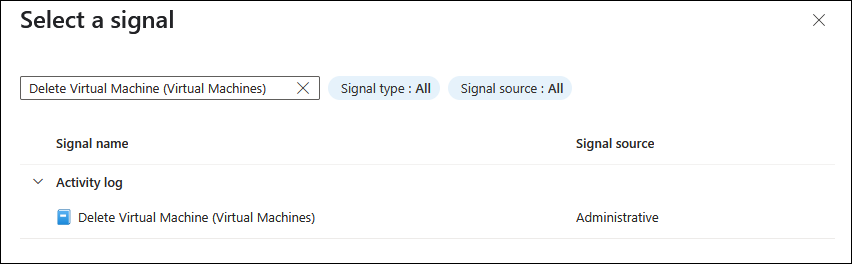 Select a signal
Delete Virtual Machine (Virtual Machines)
Signal type : All
Signal source : All
Signal name
Signal source
Activity log
Delete Virtual Machine (Virtual Machines)
Administrative